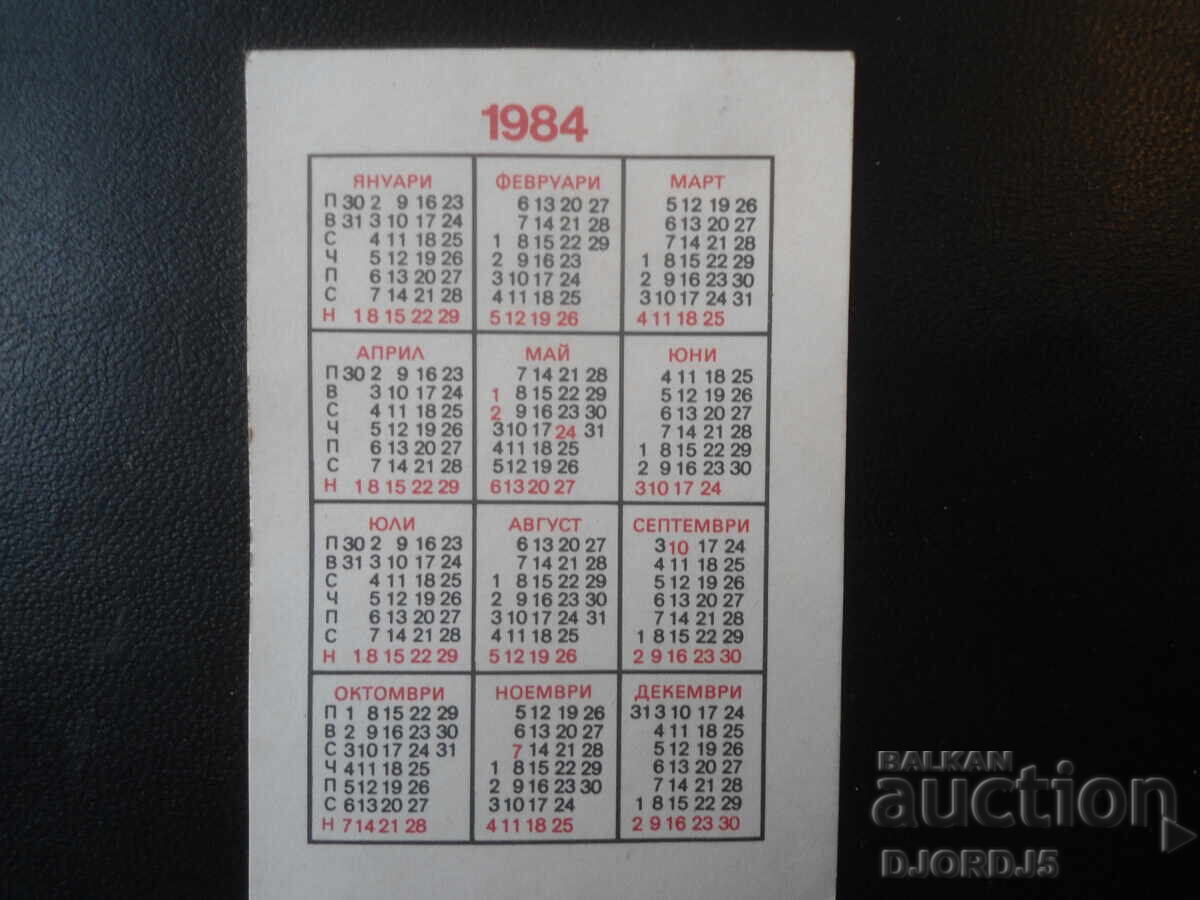 1984
ЯНУАРИ ФЕВРУАРИ МАРТ
П 30 2 9 16 23 6 13 20 27 5 12 19 26
В 31 3 10 17 24 7 14 21 28 6 13 20 27
С 4 11 18 25 1 8 15 22 29 7 14 21 28
Ч 5 12 19 26 2 9 16 23 1 8 15 22 29
П 6 13 20 27 3 10 17 24 2 9 16 23 30
С 7 14 21 28 4 11 18 25 3 10 17 24 31
Н 1 8 15 22 29 5 12 19 26 4 11 18 25
АПРИЛ МАЙ ЮНИ
П 30 2 9 16 23 7 14 21 28 4 11 18 25
В 3 10 17 24 1 8 15 22 29 5 12 19 26
С 4 11 18 25 2 9 16 23 30 6 13 20 27
Ч 5 12 19 26 3 10 17 24 31 7 14 21 28
П 6 13 20 27 4 11 18 25 1 8 15 22 29
С 7 14 21 28 5 12 19 26 2 9 16 23 30
Н 1 8 15 22 29 6 13 20 27 3 10 17 24
ЮЛИ АВГУСТ СЕПТЕМВРИ
П 30 2 9 16 23 6 13 20 27 3 10 17 24
В 31 3 10 17 24 7 14 21 28 4 11 18 25
С 4 11 18 25 1 8 15 22 29 5 12 19 26
Ч 5 12 19 26 2 9 16 23 30 6 13 20 27
П 6 13 20 27 3 10 17 24 31 7 14 21 28
С 7 14 21 28 4 11 18 25 1 8 15 22 29
Н 1 8 15 22 29 5 12 19 26 2 9 16 23 30
ОКТОМВРИ НОЕМВРИ ДЕКЕМВРИ
П 1 8 15 22 29 5 12 19 26 31 3 10 17 24
В 2 9 16 23 30 6 13 20 27 4 11 18 25
С 3 10 17 24 31 7 14 21 28 5 12 19 26
Ч 4 11 18 25 1 8 15 22 29 6 13 20 27
П 5 12 19 26 2 9 16 23 30 7 14 21 28
С 6 13 20 27 3 10 17 24 1 8 15 22 29
Н 7 14 21 28 4 11 18 25 2 9 16 23 30
BALKAN
auction
DJORDJ5